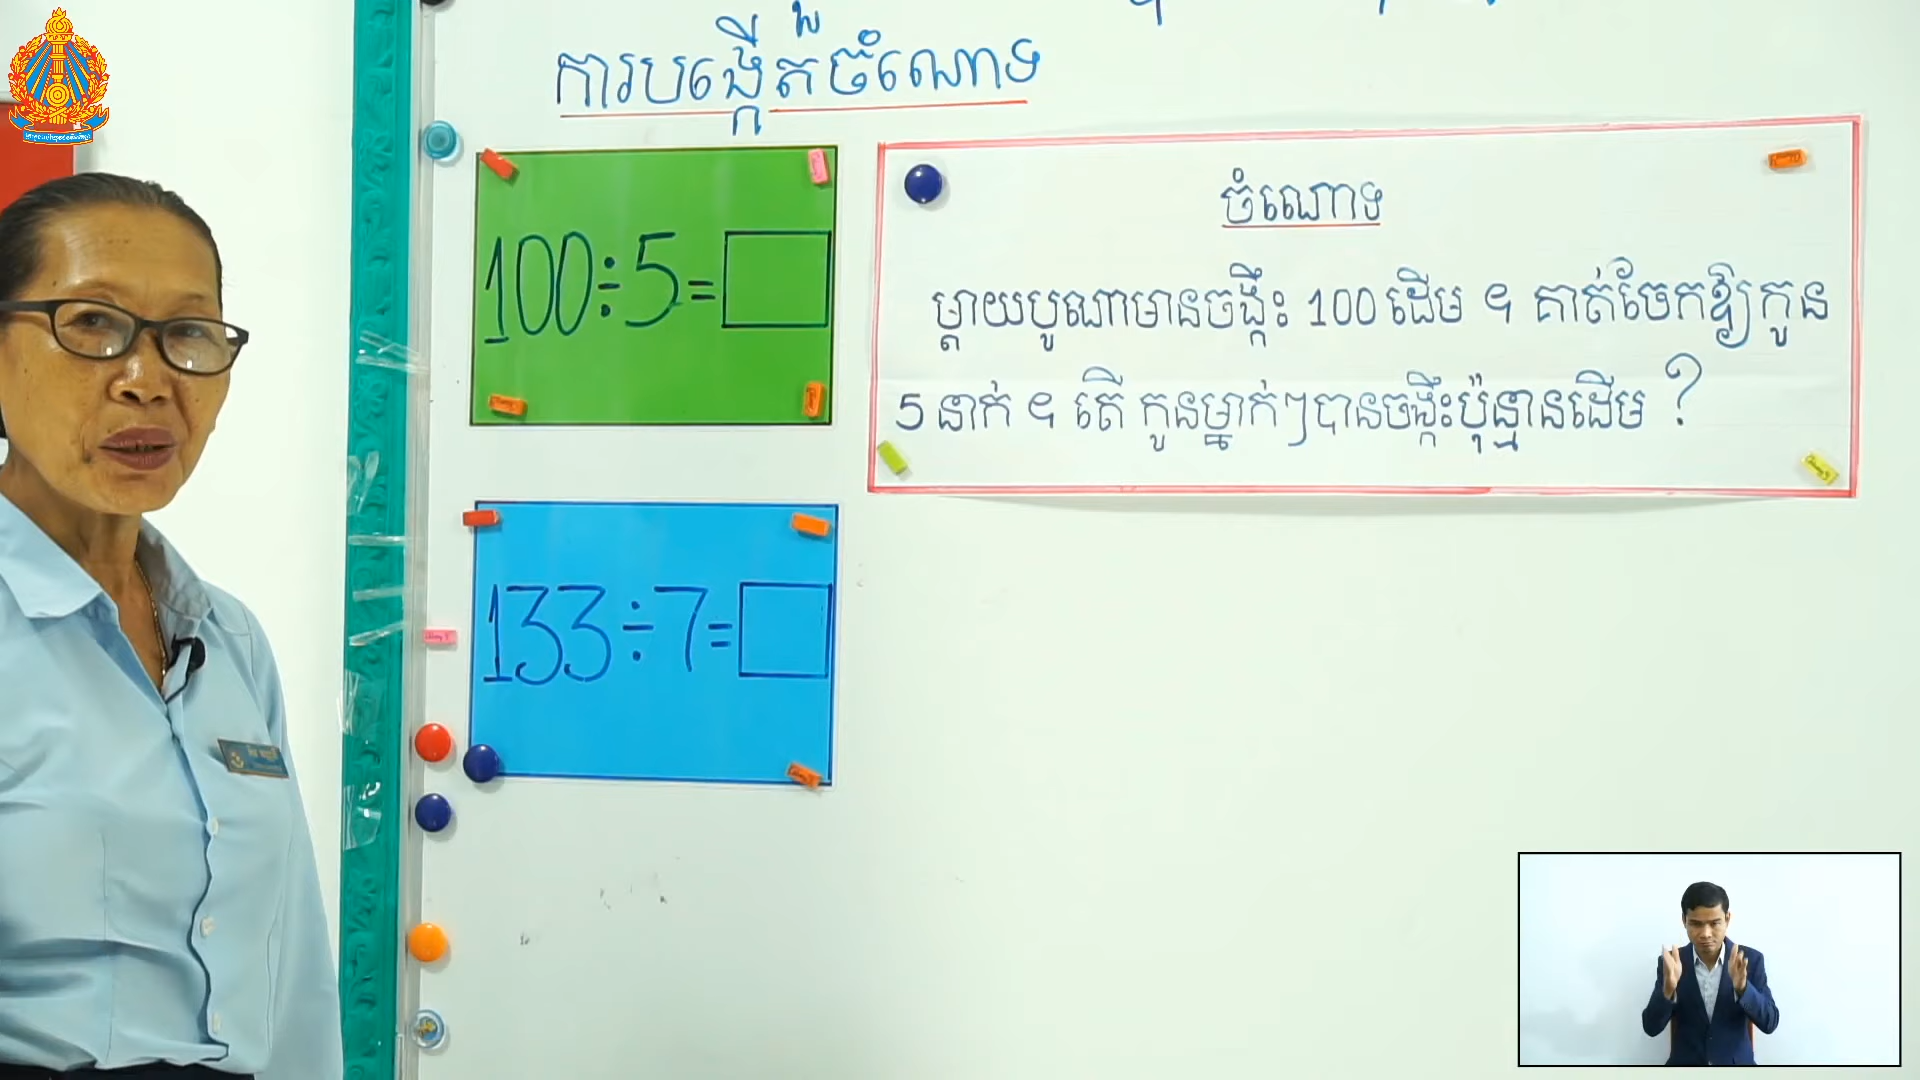 ការបង្កើតចំណោទ
100÷5=
ចំណោទ
ម្តាយបូណាមានចង្កឹះ 100 ដើម ។ គាត់ចែកឱ្យកូន
5 នាក់ ។ តើ កូនម្នាក់ៗបានចង្កឹះប៉ុន្មានដើម ?
133÷7=